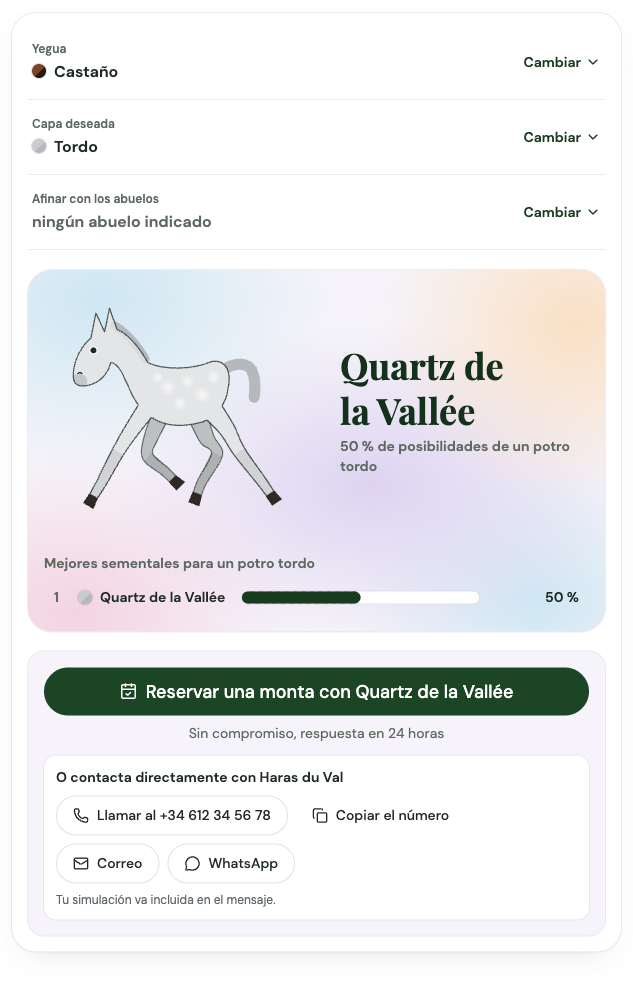 Yegua
Castaño
Cambiar
Capa deseada
Tordo
Cambiar
Afinar con los abuelos
ningún abuelo indicado
Cambiar
Quartz de
la Vallée
50 % de posibilidades de un potro
tordo
Mejores sementales para un potro tordo
1 Quartz de la Vallée 50 %
Reservar una monta con Quartz de la Vallée
Sin compromiso, respuesta en 24 horas
O contacta directamente con Haras du Val
Llamar al +34 612 34 56 78 Copiar el número
Correo WhatsApp
Tu simulación va incluida en el mensaje.